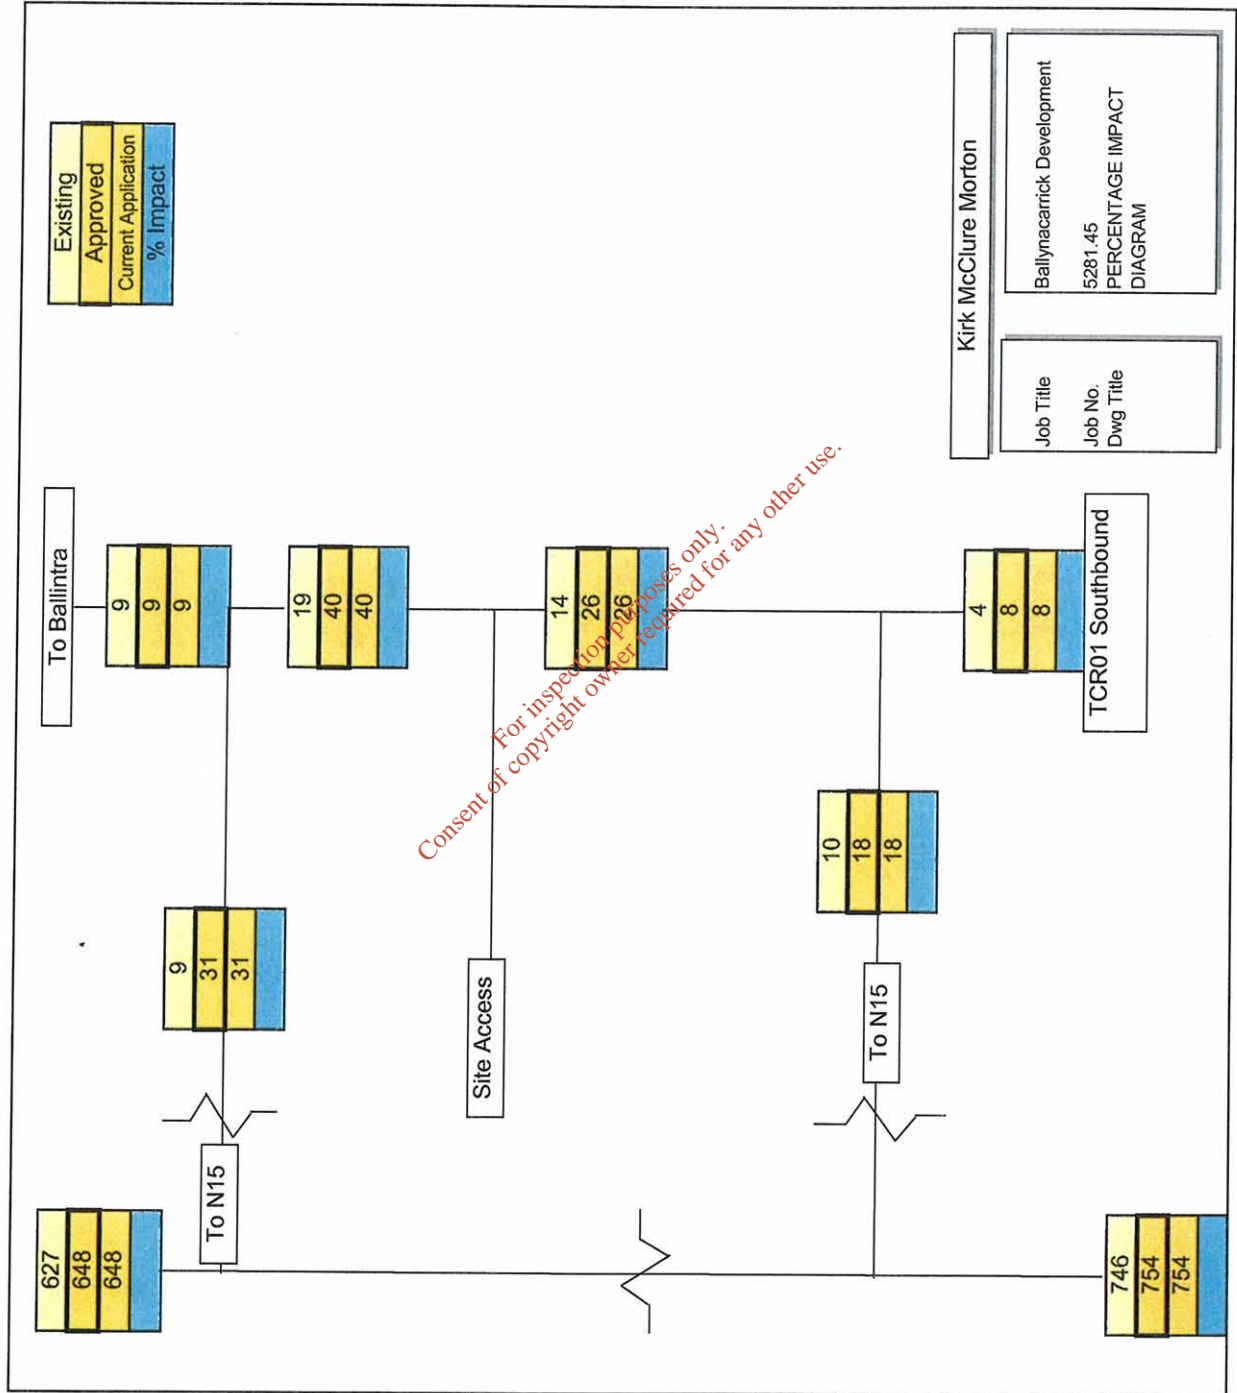 Existing
Approved
Current Application
% Impact
To Ballintra
9
9
9
19
40
40
14
26
26
4
8
8
TCR01 Southbound
9
31
31
Site Access
10
18
18
To N15
To N15
627
648
648
746
754
754
For inspection purposes only.
Consent of copyright owner required for any other use.
Kirk McClure Morton
Job Title
Ballynacarrick Development
Job No.
5281.45
Dwg Title
PERCENTAGE IMPACT
DIAGRAM